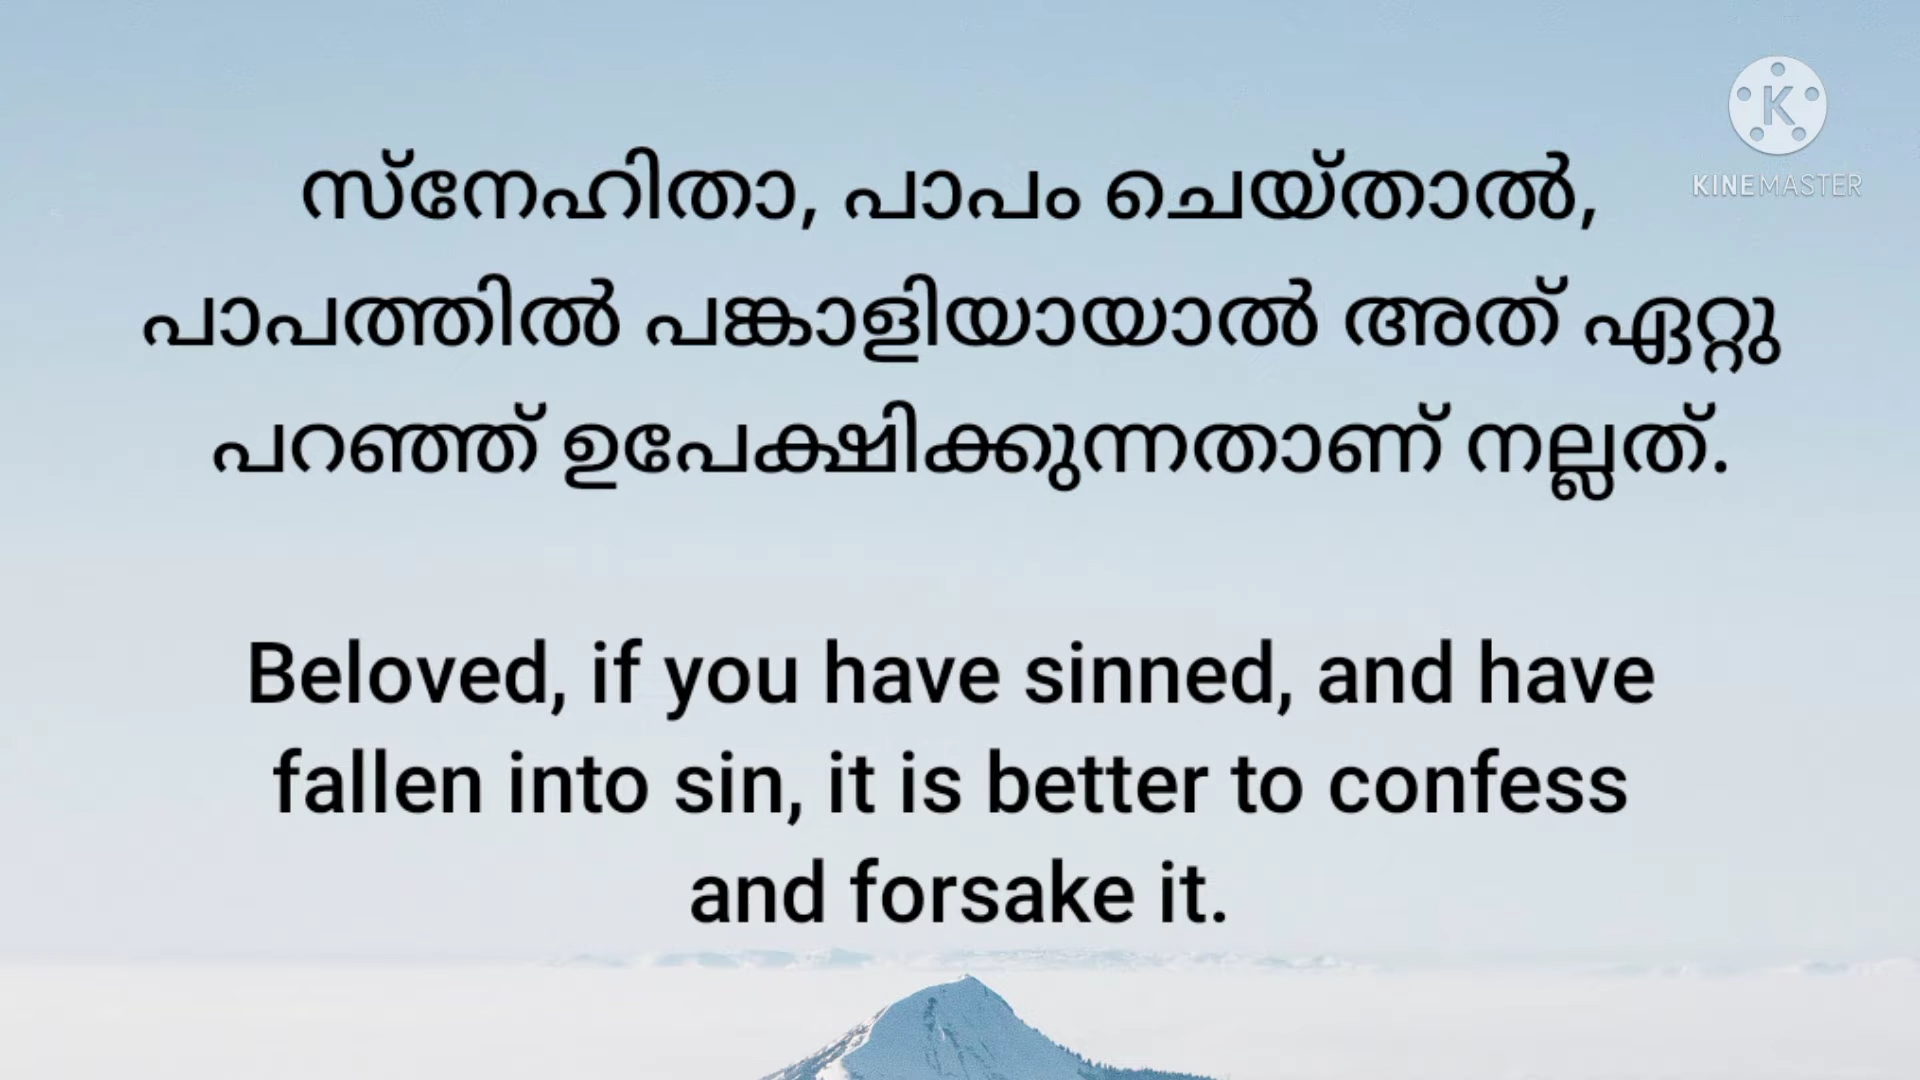 K
KINEMASTER
സ്നേഹിതാ, പാപം ചെയ്താൽ,
പാപത്തിൽ പങ്കാളിയായാൽ അത് ഏറ്റു
പറഞ്ഞ് ഉപേക്ഷിക്കുന്നതാണ് നല്ലത്.
Beloved, if you have sinned, and have
fallen into sin, it is better to confess
and forsake it.